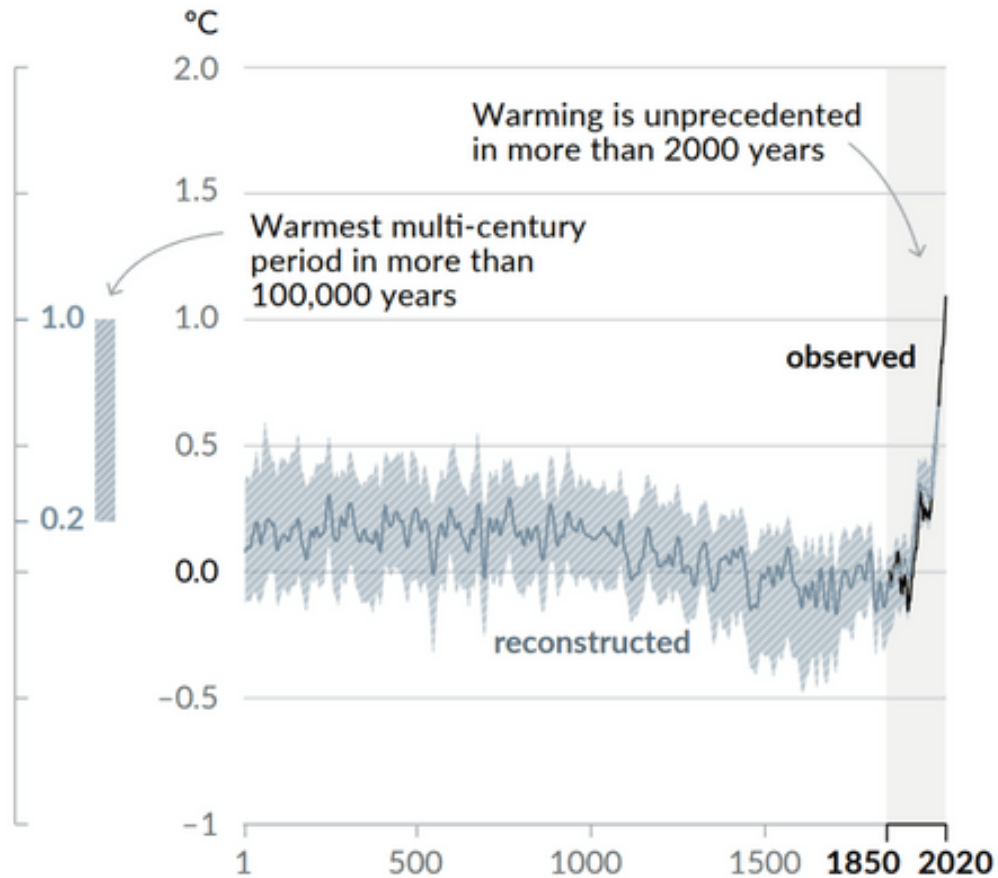 ºC
2.0
Warming is unprecedented
in more than 2000 years
1.5
Warmest multi-century
period in more than
100,000 years
1.0
1.0
observed
0.5
0.2
0.0
reconstructed
−0.5
−1
1 500 1000 1500 1850 2020